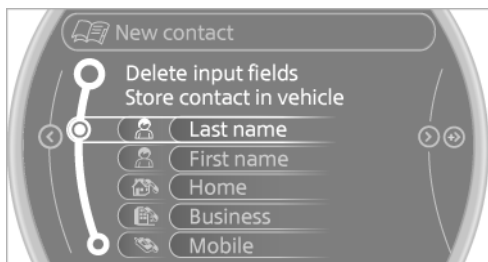 New contact
Delete input fields
Store contact in vehicle
Last name
First name
Home
Business
Mobile